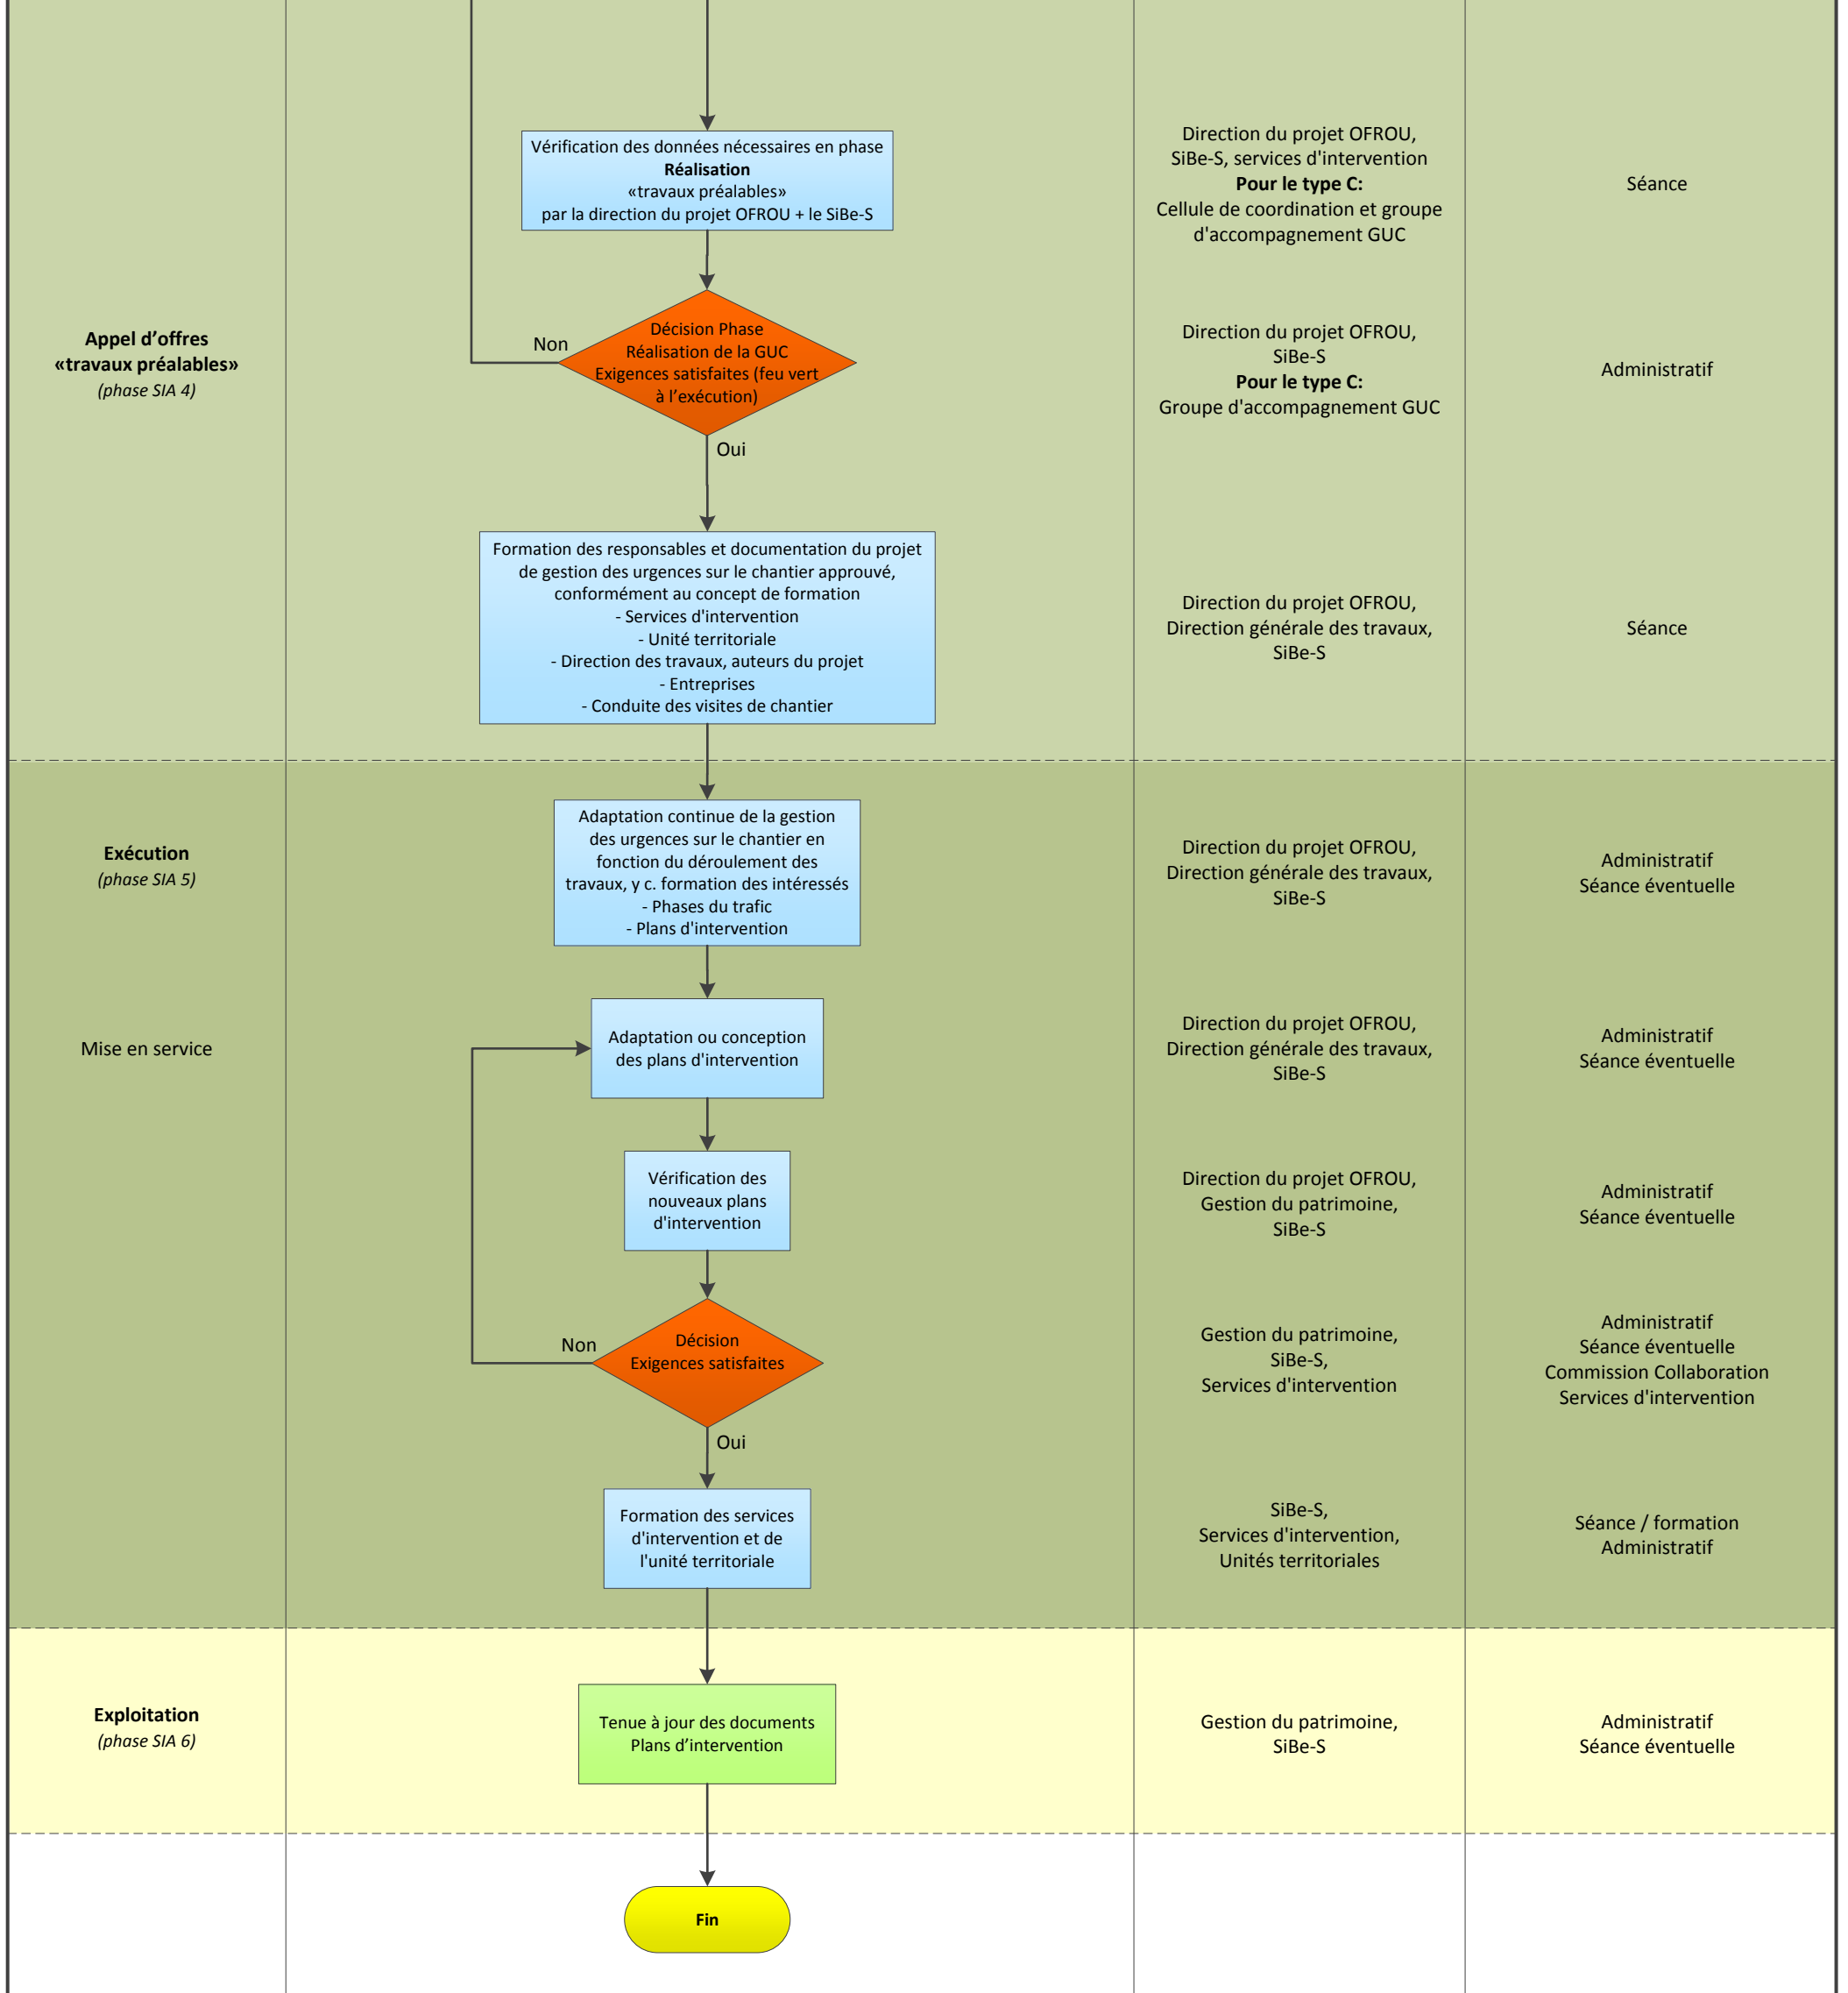 Vérification des données nécessaires en phase
Réalisation
«travaux préalables»
par la direction du projet OFROU + le SiBe-S
Direction du projet OFROU,
SiBe-S, services d'intervention
Pour le type C:
Cellule de coordination et groupe
d'accompagnement GUC
Séance
Appel d’offres
«travaux préalables»
(phase SIA 4)
Non
Décision Phase
Réalisation de la GUC
Exigences satisfaites (feu vert
à l’exécution)
Oui
Direction du projet OFROU,
SiBe-S
Pour le type C:
Groupe d'accompagnement GUC
Administratif
Formation des responsables et documentation du projet
de gestion des urgences sur le chantier approuvé,
conformément au concept de formation
- Services d'intervention
- Unité territoriale
- Direction des travaux, auteurs du projet
- Entreprises
- Conduite des visites de chantier
Direction du projet OFROU,
Direction générale des travaux,
SiBe-S
Séance
Exécution
(phase SIA 5)
Adaptation continue de la gestion
des urgences sur le chantier en
fonction du déroulement des
travaux, y c. formation des intéressés
- Phases du trafic
- Plans d'intervention
Direction du projet OFROU,
Direction générale des travaux,
SiBe-S
Administratif
Séance éventuelle
Mise en service
Adaptation ou conception
des plans d'intervention
Direction du projet OFROU,
Direction générale des travaux,
SiBe-S
Administratif
Séance éventuelle
Vérification des
nouveaux plans
d'intervention
Direction du projet OFROU,
Gestion du patrimoine,
SiBe-S
Administratif
Séance éventuelle
Non
Décision
Exigences satisfaites
Oui
Gestion du patrimoine,
SiBe-S,
Services d'intervention
Administratif
Séance éventuelle
Commission Collaboration
Services d'intervention
Formation des services
d'intervention et de
l'unité territoriale
SiBe-S,
Services d'intervention,
Unités territoriales
Séance / formation
Administratif
Exploitation
(phase SIA 6)
Tenue à jour des documents
Plans d’intervention
Gestion du patrimoine,
SiBe-S
Administratif
Séance éventuelle
Fin